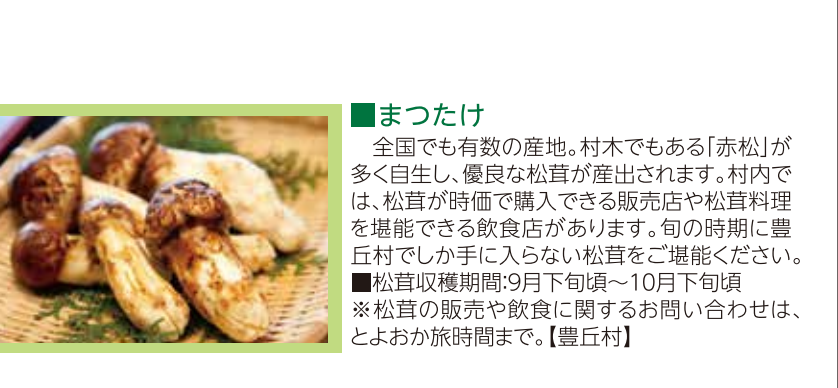 ■まつたけ
　全国でも有数の産地。村木でもある「赤松」が
多く自生し、優良な松茸が産出されます。村内で
は、松茸が時価で購入できる販売店や松茸料理
を堪能できる飲食店があります。旬の時期に豊
丘村でしか手に入らない松茸をご堪能ください。
■松茸収穫期間：9月下旬頃～10月下旬頃
※松茸の販売や飲食に関するお問い合わせは、
とよおか旅時間まで。【豊丘村】